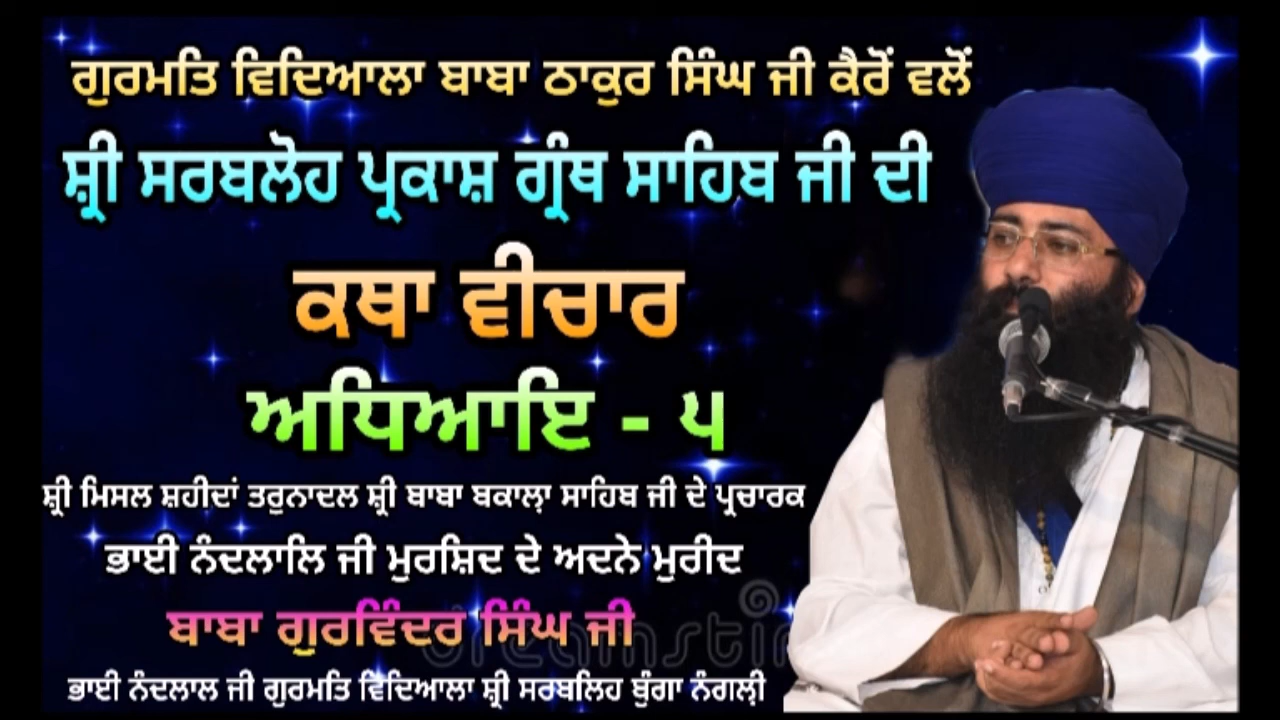 ਗੁਰਮਤਿ ਵਿਦਿਆਲਾ ਬਾਬਾ ਠਾਕੁਰ ਸਿੰਘ ਜੀ ਕੈਰੋਂ ਵਲੋਂ
ਸ਼੍ਰੀ ਸਰਬਲੋਹ ਪ੍ਰਕਾਸ਼ ਗ੍ਰੰਥ ਸਾਹਿਬ ਜੀ ਦੀ
ਕਥਾ ਵੀਚਾਰ
ਅਧਿਆਇ - ੫
ਸ਼੍ਰੀ ਮਿਸਲ ਸ਼ਹੀਦਾਂ ਤਰੁਨਾਦਲ ਸ਼੍ਰੀ ਬਾਬਾ ਬਕਾਲਾ਼ ਸਾਹਿਬ ਜੀ ਦੇ ਪ੍ਰਚਾਰਕ
ਭਾਈ ਨੰਦਲਾਲਿ ਜੀ ਮੁਰਸ਼ਿਦ ਦੇ ਅਦਨੇ ਮੁਰੀਦ
ਬਾਬਾ ਗੁਰਵਿੰਦਰ ਸਿੰਘ ਜੀ
ਭਾਈ ਨੰਦਲਾਲ ਜੀ ਗੁਰਮਤਿ ਵਿਦਿਆਲਾ ਸ਼੍ਰੀ ਸਰਬਲਿਹ ਬੁੰਗਾ ਨੰਗਲੀ਼